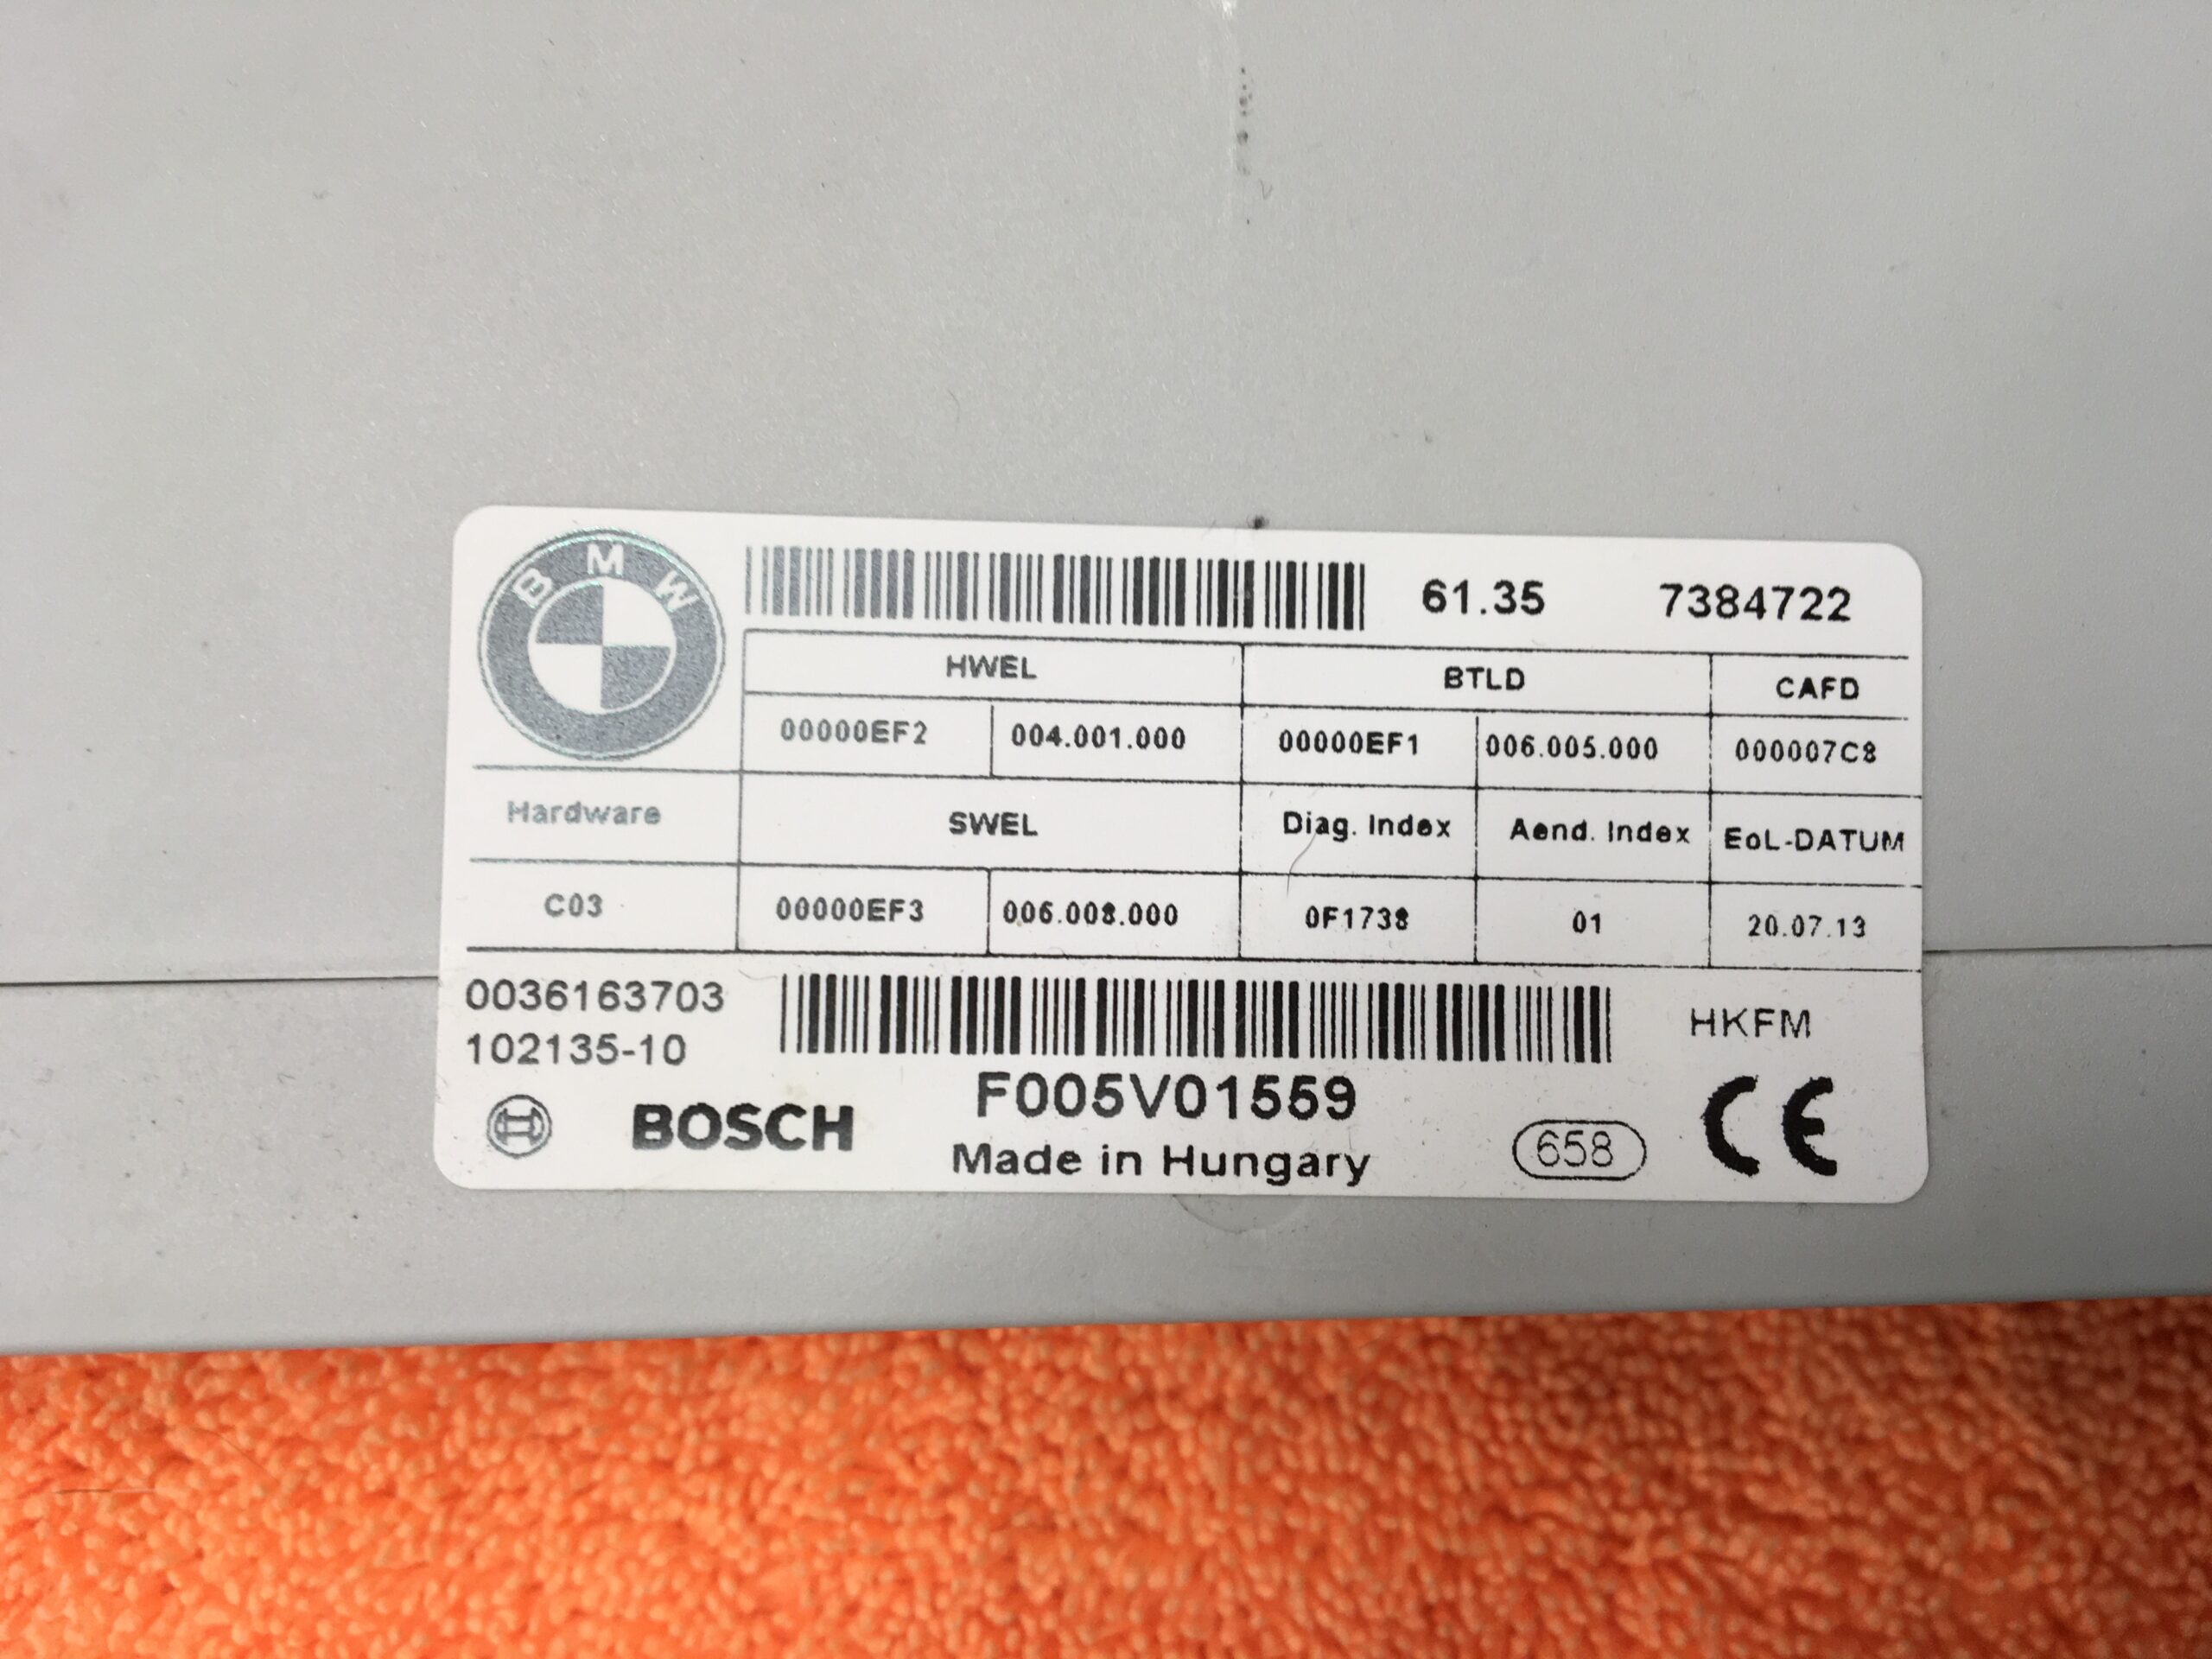 BMW
61.35 7384722
HWEL BTLD CAFD
00000EF2 004.001.000 00000EF1 006.005.000 000007C8
Hardware SWEL Diag. Index Aend. Index EoL-DATUM
C03 00000EF3 006.008.000 0F1738 01 20.07.13
0036163703
102135-10
HKFM
F005V01559
BOSCH
Made in Hungary
658
CE